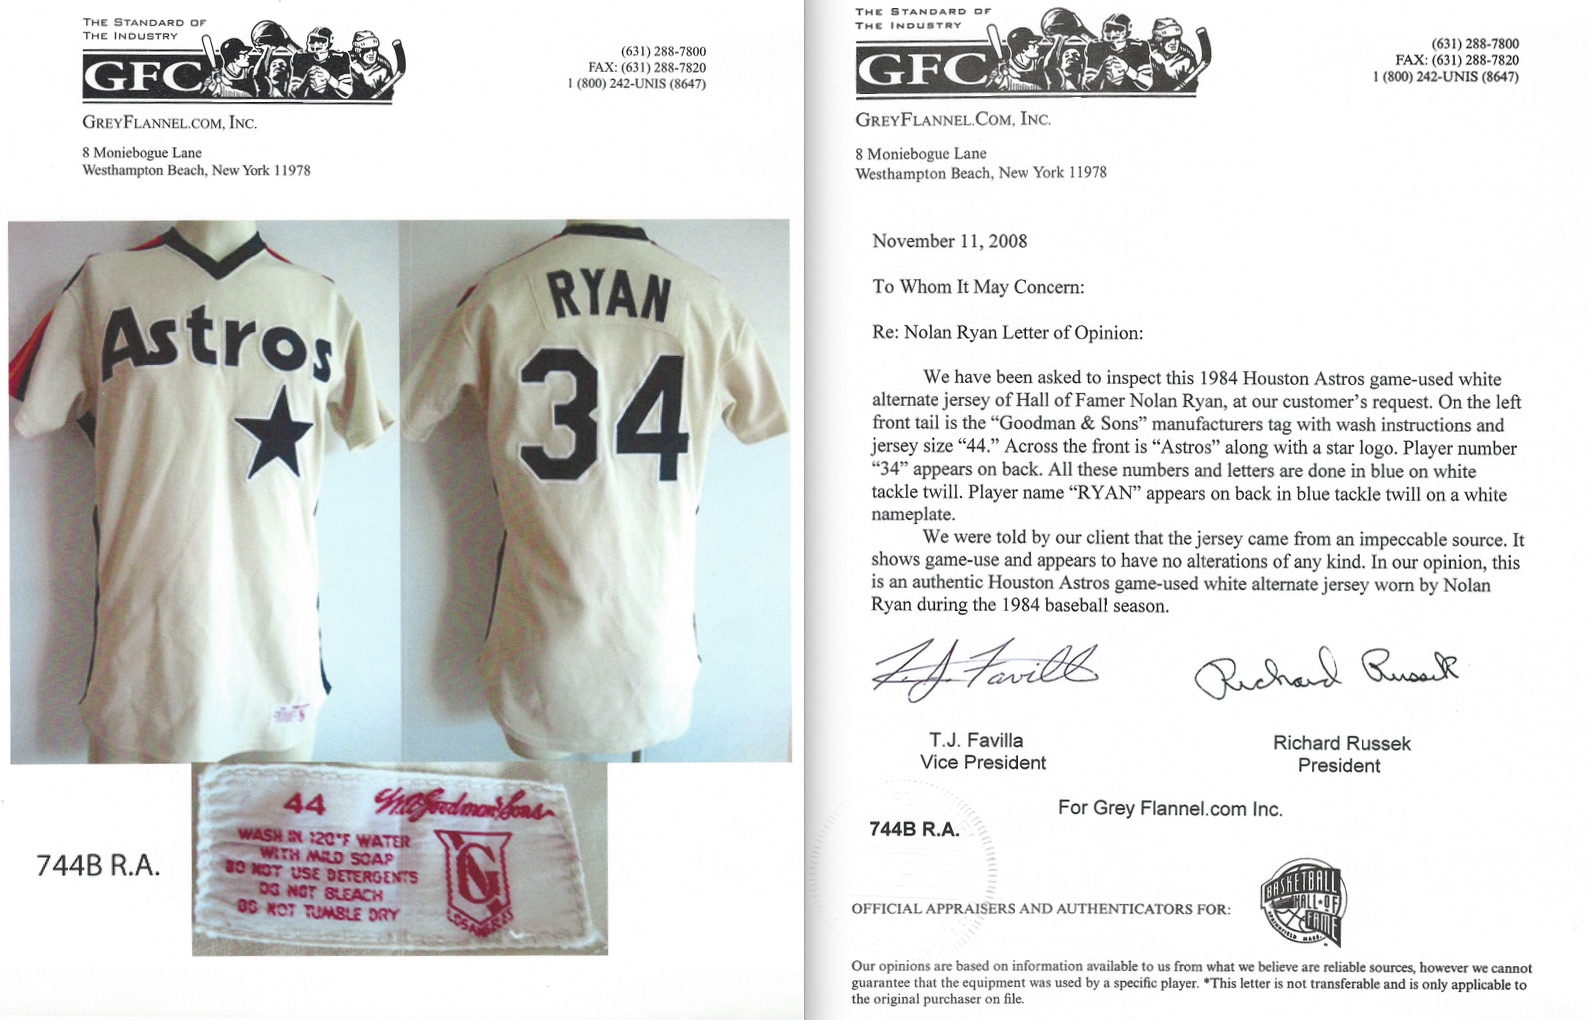 THE STANDARD OF
THE INDUSTRY
GFC
GREYFLANNEL.COM, INC.
8 Moniebogue Lane
Westhampton Beach, New York 11978
(631) 288-7800
FAX: (631) 288-7820
1 (800) 242-UNIS (8647)
Astros
RYAN
34
744B R.A.
44
WASH IN 120°F WATER
WITH MILD SOAP
DO NOT USE DETERGENTS
DO NOT BLEACH
DO NOT TUMBLE DRY
W.A. Goodman & Sons
LOS ANGELES
THE STANDARD OF
THE INDUSTRY
GFC
GREYFLANNEL.COM, INC.
8 Moniebogue Lane
Westhampton Beach, New York 11978
(631) 288-7800
FAX: (631) 288-7820
1 (800) 242-UNIS (8647)
November 11, 2008
To Whom It May Concern:
Re: Nolan Ryan Letter of Opinion:
We have been asked to inspect this 1984 Houston Astros game-used white
alternate jersey of Hall of Famer Nolan Ryan, at our customer's request. On the left
front tail is the “Goodman & Sons” manufacturers tag with wash instructions and
jersey size “44.” Across the front is “Astros” along with a star logo. Player number
“34” appears on back. All these numbers and letters are done in blue on white
tackle twill. Player name “RYAN” appears on back in blue tackle twill on a white
nameplate.
We were told by our client that the jersey came from an impeccable source. It
shows game-use and appears to have no alterations of any kind. In our opinion, this
is an authentic Houston Astros game-used white alternate jersey worn by Nolan
Ryan during the 1984 baseball season.
T.J. Favilla
Richard Russek
T.J. Favilla
Vice President
Richard Russek
President
For Grey Flannel.com Inc.
744B R.A.
OFFICIAL APPRAISERS AND AUTHENTICATORS FOR:
BASKETBALL
HALL OF
FAME
SPRINGFIELD MASS.
Our opinions are based on information available to us from what we believe are reliable sources, however we cannot
guarantee that the equipment was used by a specific player. *This letter is not transferable and is only applicable to
the original purchaser on file.